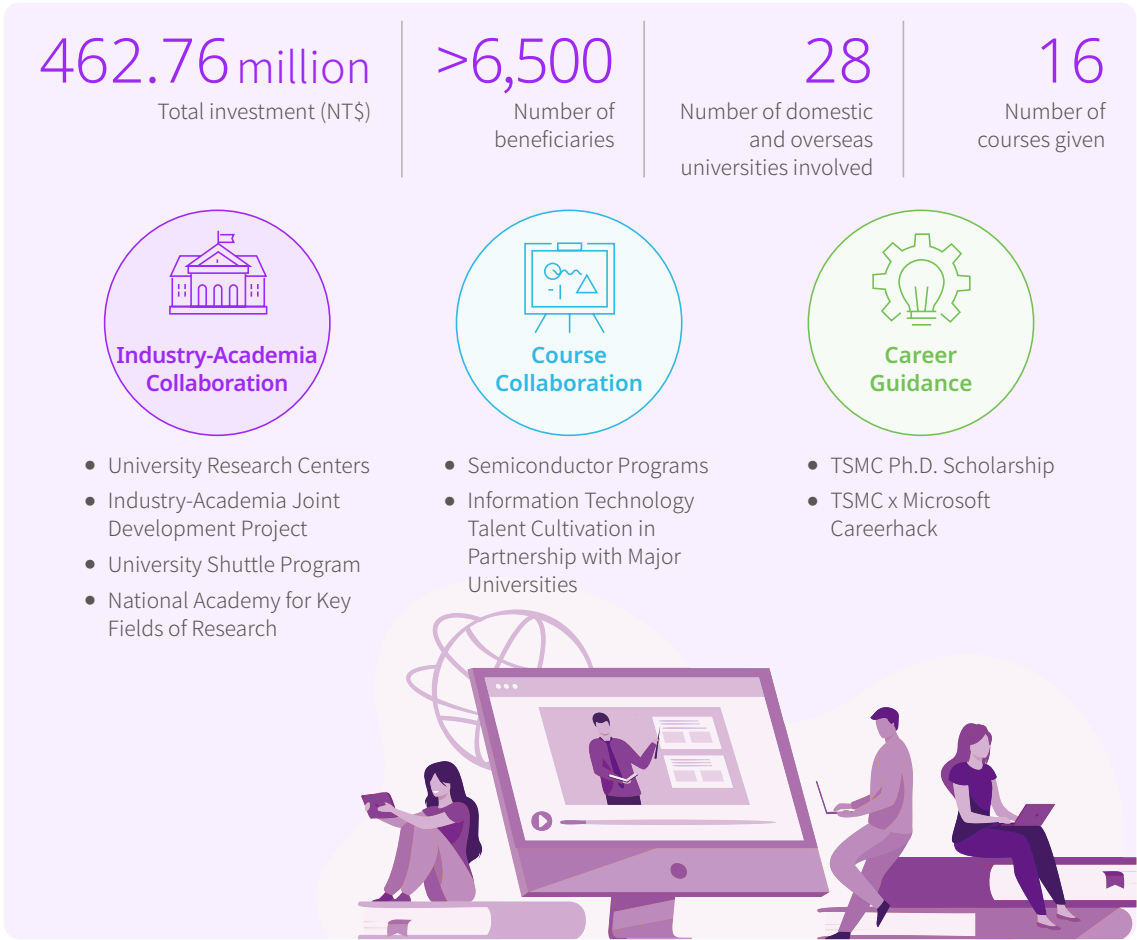 462.76 million
Total investment (NT$)
>6,500
Number of
beneficiaries
28
Number of domestic
and overseas
universities involved
16
Number of
courses given
Industry-Academia
Collaboration
• University Research Centers
• Industry-Academia Joint
Development Project
• University Shuttle Program
• National Academy for Key
Fields of Research
Course
Collaboration
• Semiconductor Programs
• Information Technology
Talent Cultivation in
Partnership with Major
Universities
Career
Guidance
• TSMC Ph.D. Scholarship
• TSMC x Microsoft
Careerhack